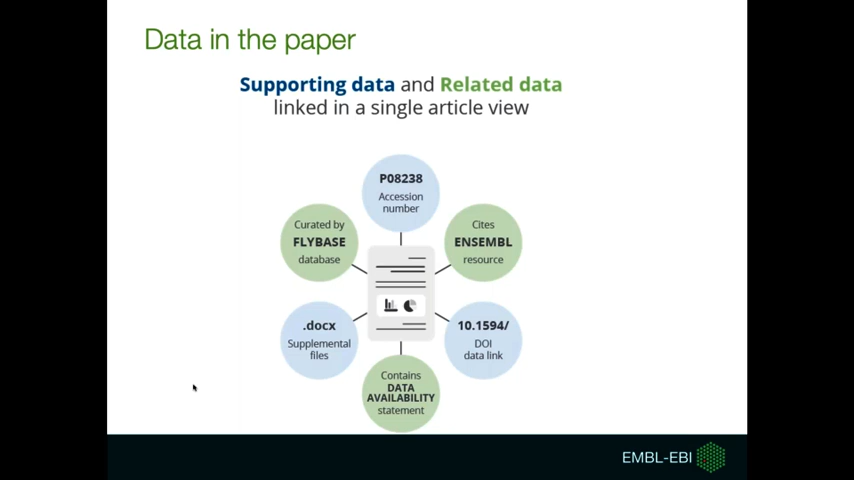 Data in the paper
Supporting data and Related data
linked in a single article view
P08238
Accession
number
Curated by
FLYBASE
database
Cites
ENSEMBL
resource
.docx
Supplemental
files
10.1594/
DOI
data link
Contains
DATA
AVAILABILITY
statement
EMBL-EBI